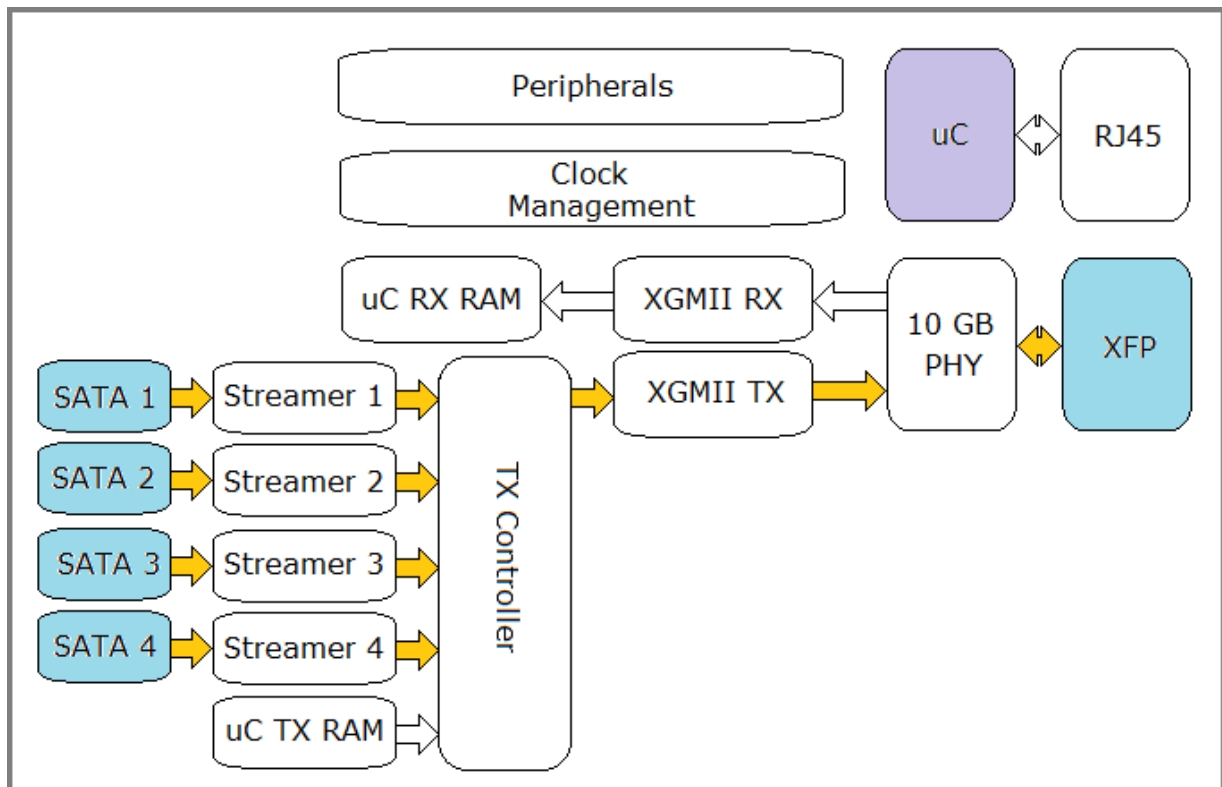 Peripherals
uC
RJ45
Clock
Management
uC RX RAM
XGMII RX
10 GB
PHY
XFP
XGMII TX
SATA 1
Streamer 1
SATA 2
Streamer 2
TX Controller
SATA 3
Streamer 3
SATA 4
Streamer 4
uC TX RAM